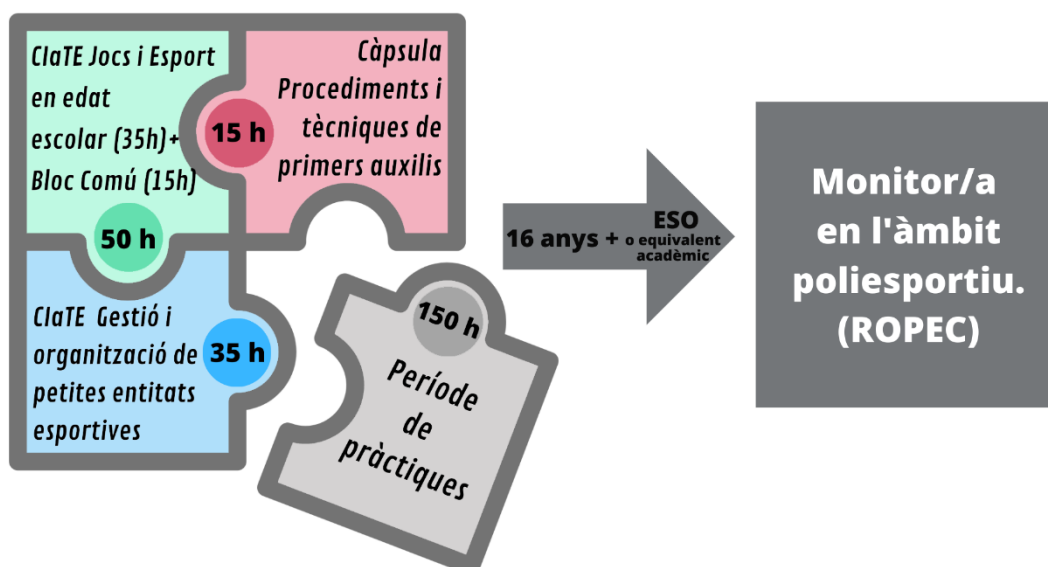 CIaTE Jocs i Esport
en edat
escolar (35h)+
Bloc Comú (15h)
50 h
15 h
Càpsula
Procediments i
tècniques de
primers auxilis
CIaTE Gestió i
organització de
petites entitats
esportives
35 h
150 h
Període
de
pràctiques
16 anys + ESO
o equivalent
acadèmic
Monitor/a
en l'àmbit
poliesportiu.
(ROPEC)